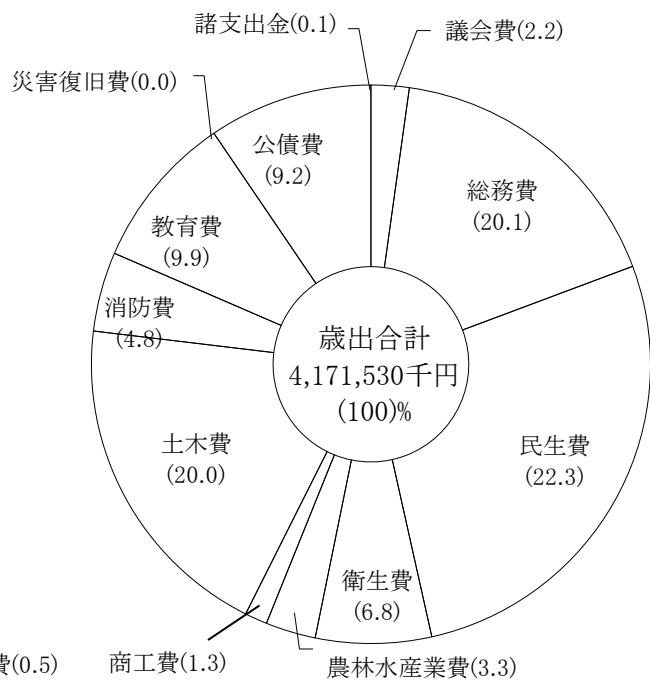 諸支出金(0.1)
議会費(2.2)
災害復旧費(0.0)
公債費
(9.2)
総務費
(20.1)
教育費
(9.9)
消防費
(4.8)
歳出合計
4,171,530千円
(100)%
土木費
(20.0)
民生費
(22.3)
衛生費
(6.8)
費(0.5)
商工費(1.3)
農林水産業費(3.3)